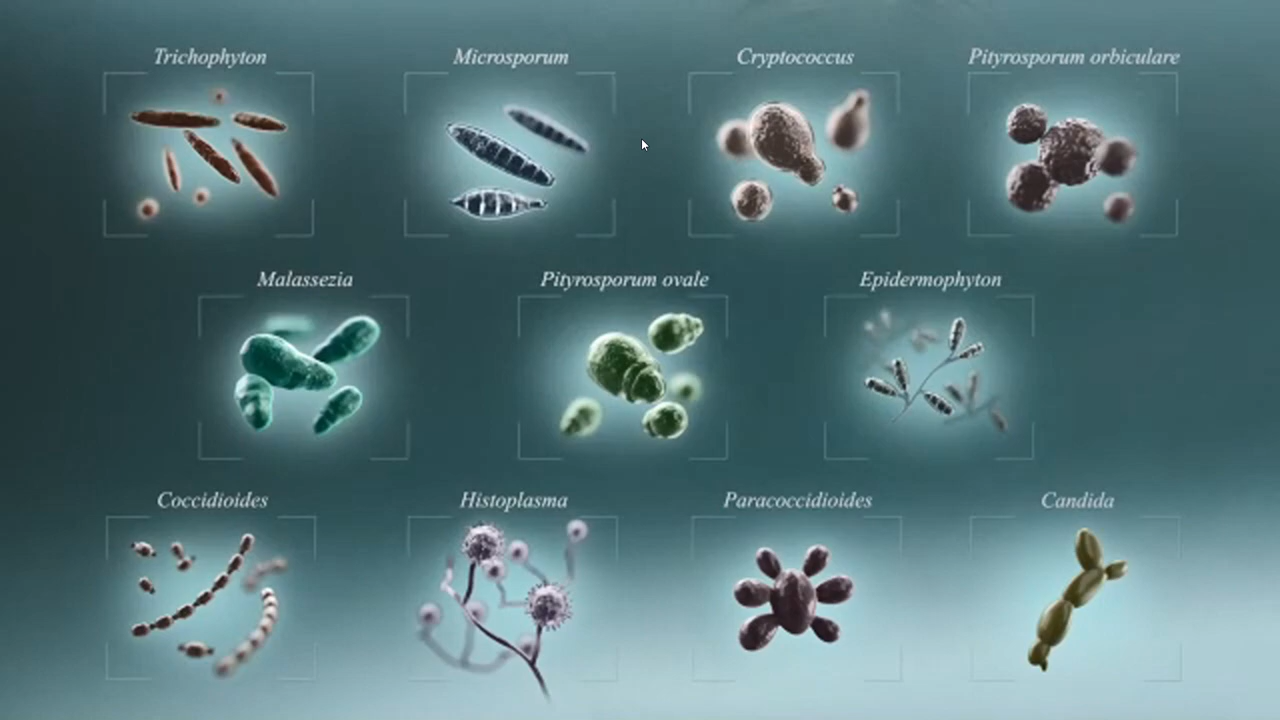 Trichophyton
Microsporum
Cryptococcus
Pityrosporum orbiculare
Malassezia
Pityrosporum ovale
Epidermophyton
Coccidioides
Histoplasma
Paracoccidioides
Candida